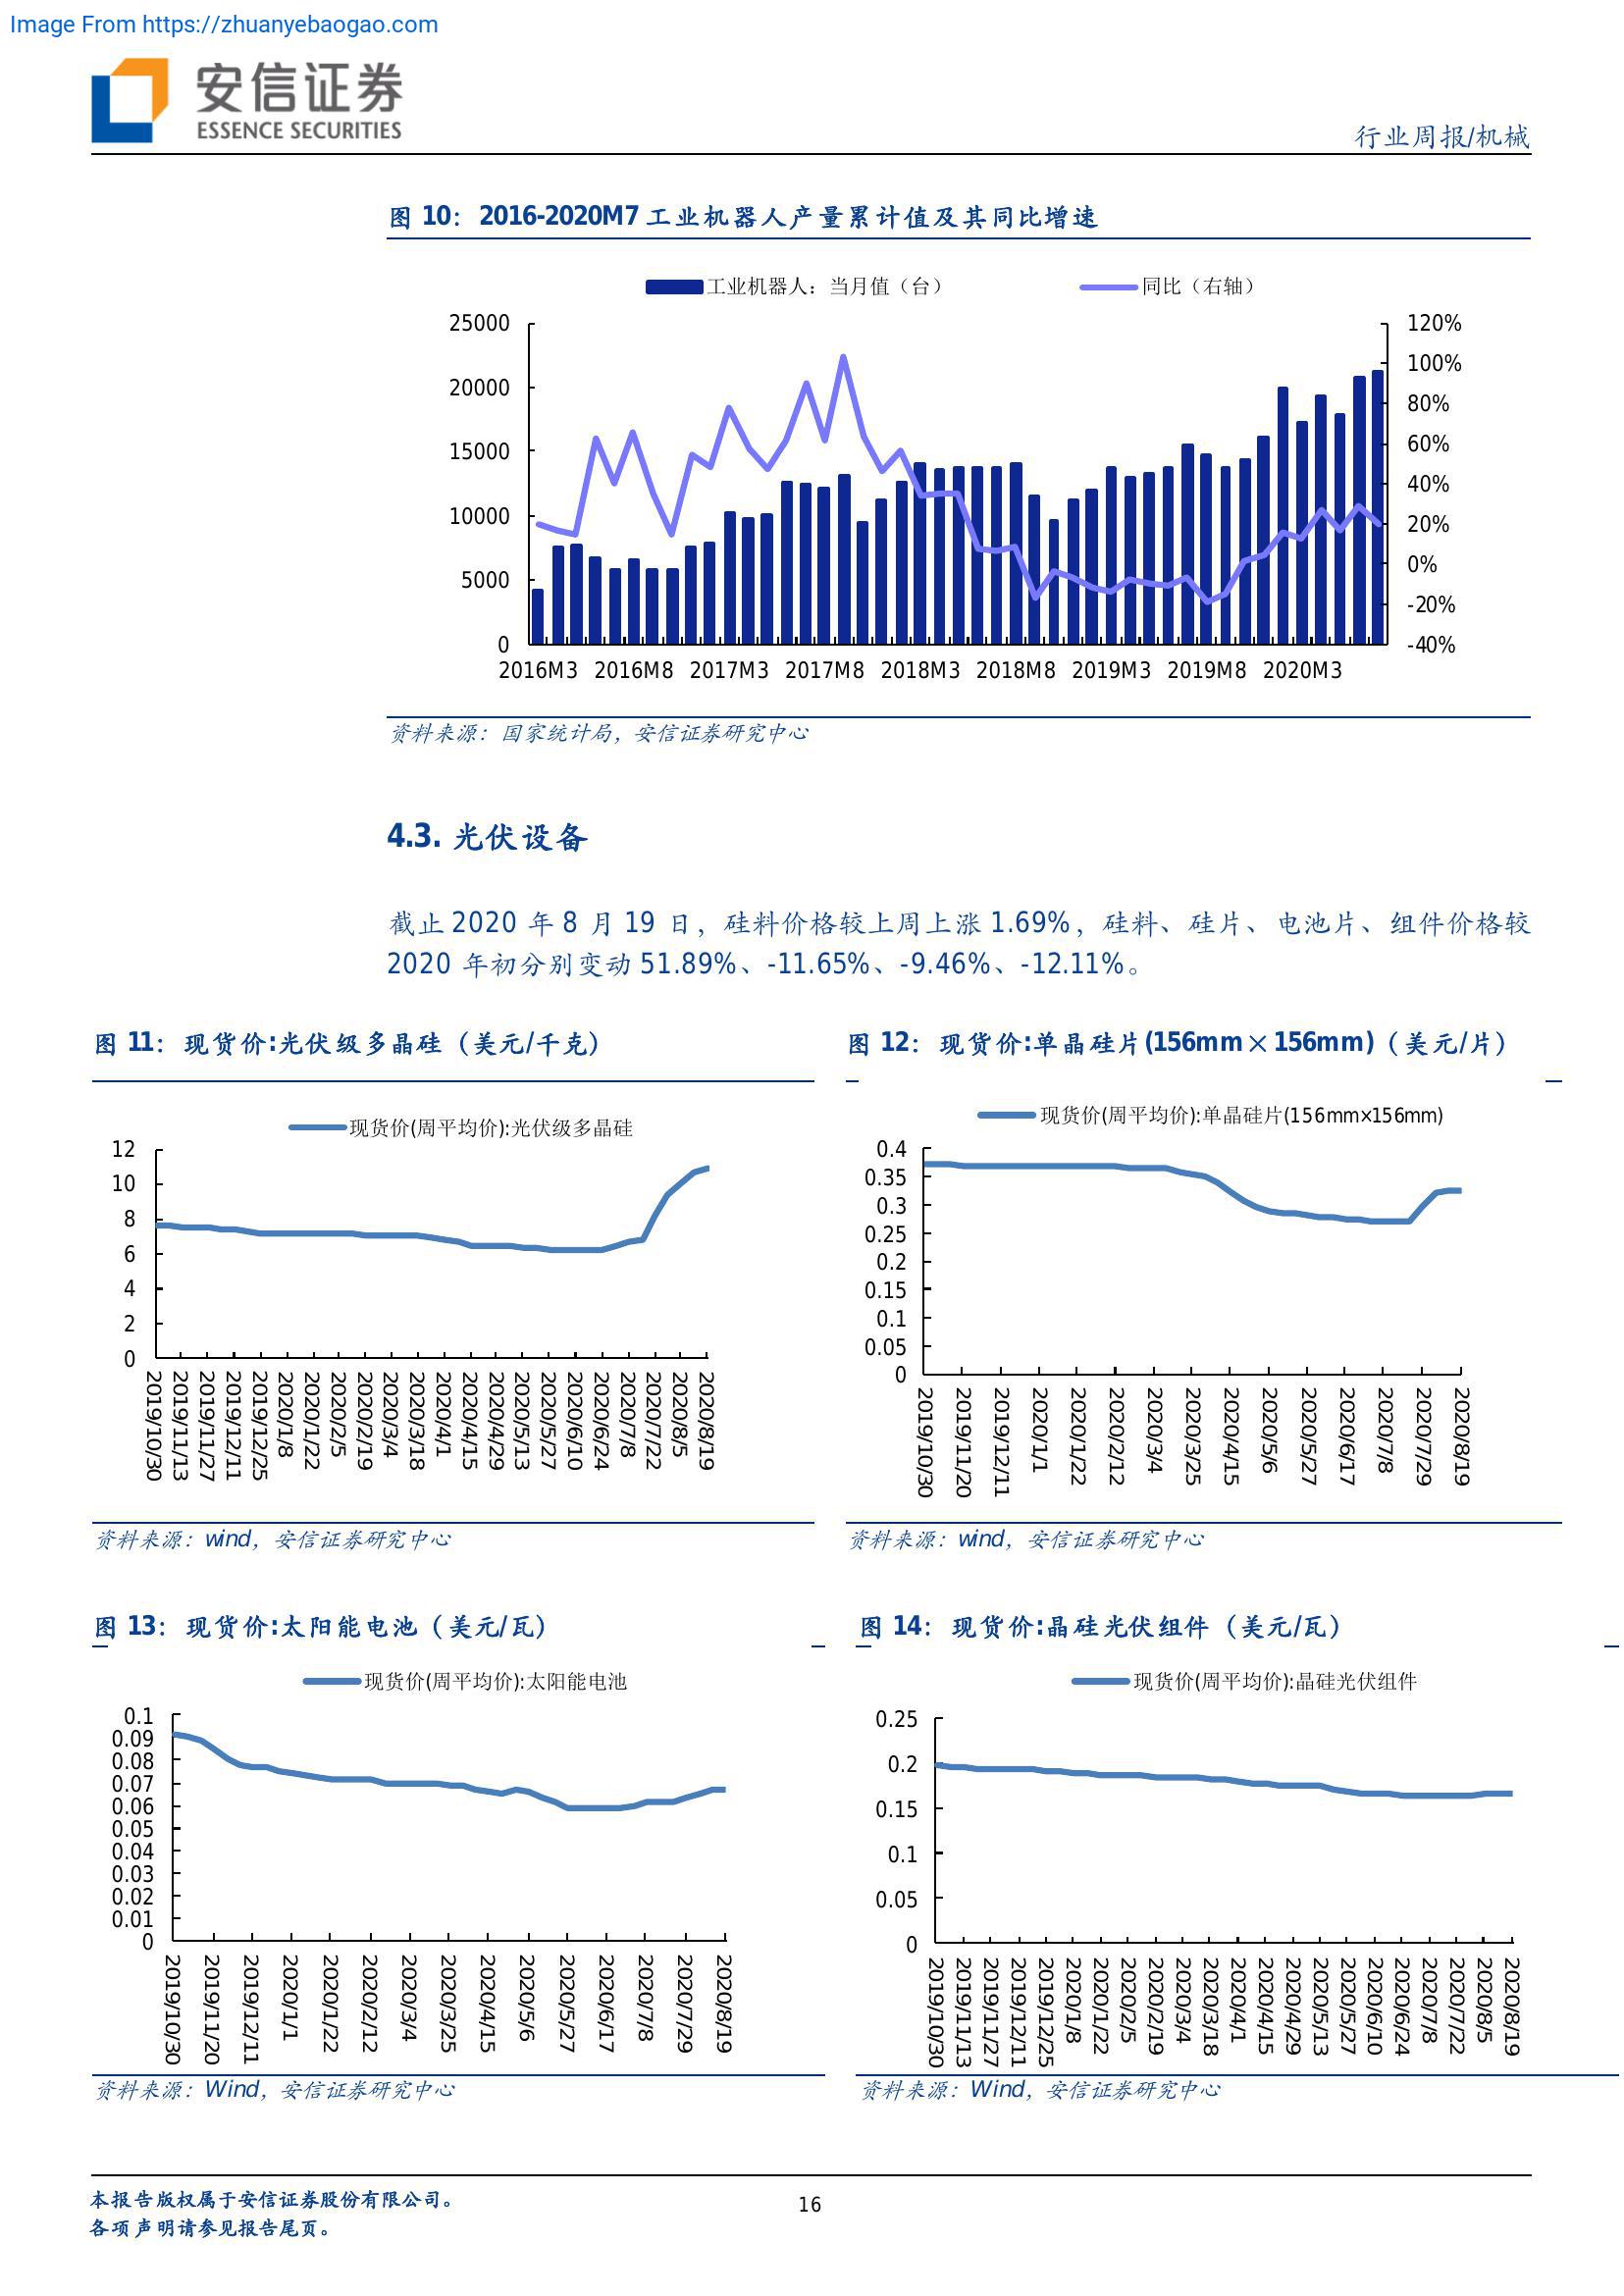 Image From https://zhuanyebaogao.com
安信证券
ESSENCE SECURITIES
行业周报/机械
图 10：2016-2020M7 工业机器人产量累计值及其同比增速
工业机器人：当月值（台） 同比（右轴）
25000 120%
100%
20000
80%
15000 60%
40%
10000
20%
5000 0%
-20%
0 -40%
2016M3 2016M8 2017M3 2017M8 2018M3 2018M8 2019M3 2019M8 2020M3
资料来源：国家统计局，安信证券研究中心
4.3. 光伏设备
截止 2020 年 8 月 19 日，硅料价格较上周上涨 1.69%，硅料、硅片、电池片、组件价格较
2020 年初分别变动 51.89%、-11.65%、-9.46%、-12.11%。
图 11：现货价:光伏级多晶硅（美元/千克）
现货价(周平均价):光伏级多晶硅
12
10
8
6
4
2
0
2019/10/30 2019/11/13 2019/11/27 2019/12/11 2019/12/25 2020/1/8 2020/1/22 2020/2/5 2020/2/19 2020/3/4 2020/3/18 2020/4/1 2020/4/15 2020/4/29 2020/5/13 2020/5/27 2020/6/10 2020/6/24 2020/7/8 2020/7/22 2020/8/5 2020/8/19
资料来源：wind，安信证券研究中心
图 12：现货价:单晶硅片(156mm×156mm)（美元/片）
现货价(周平均价):单晶硅片(156mm×156mm)
0.4
0.35
0.3
0.25
0.2
0.15
0.1
0.05
0
2019/10/30 2019/11/20 2019/12/11 2020/1/1 2020/1/22 2020/2/12 2020/3/4 2020/3/25 2020/4/15 2020/5/6 2020/5/27 2020/6/17 2020/7/8 2020/7/29 2020/8/19
资料来源：wind，安信证券研究中心
图 13：现货价:太阳能电池（美元/瓦）
现货价(周平均价):太阳能电池
0.1
0.09
0.08
0.07
0.06
0.05
0.04
0.03
0.02
0.01
0
2019/10/30 2019/11/20 2019/12/11 2020/1/1 2020/1/22 2020/2/12 2020/3/4 2020/3/25 2020/4/15 2020/5/6 2020/5/27 2020/6/17 2020/7/8 2020/7/29 2020/8/19
资料来源：Wind，安信证券研究中心
图 14：现货价:晶硅光伏组件（美元/瓦）
现货价(周平均价):晶硅光伏组件
0.25
0.2
0.15
0.1
0.05
0
2019/10/30 2019/11/13 2019/11/27 2019/12/11 2019/12/25 2020/1/8 2020/1/22 2020/2/5 2020/2/19 2020/3/4 2020/3/18 2020/4/1 2020/4/15 2020/4/29 2020/5/13 2020/5/27 2020/6/10 2020/6/24 2020/7/8 2020/7/22 2020/8/5 2020/8/19
资料来源：Wind，安信证券研究中心
本报告版权属于安信证券股份有限公司。
各项声明请参见报告尾页。
16